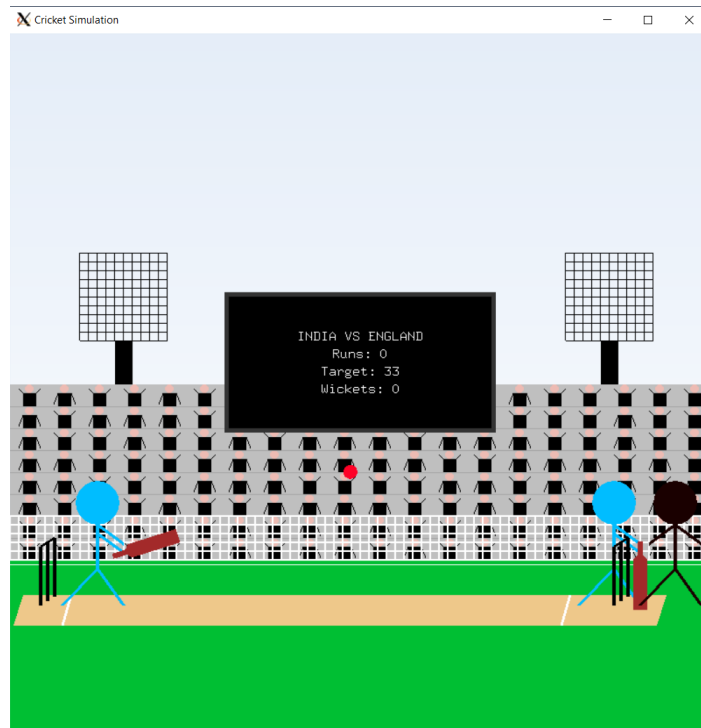 Cricket Simulation
INDIA VS ENGLAND
Runs: 0
Target: 33
Wickets: 0